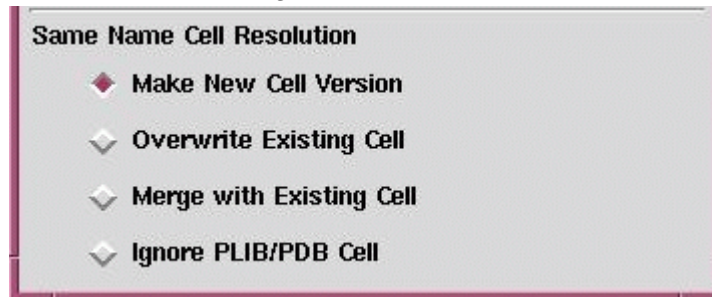 Same Name Cell Resolution
Make New Cell Version
Overwrite Existing Cell
Merge with Existing Cell
Ignore PLIB/PDB Cell